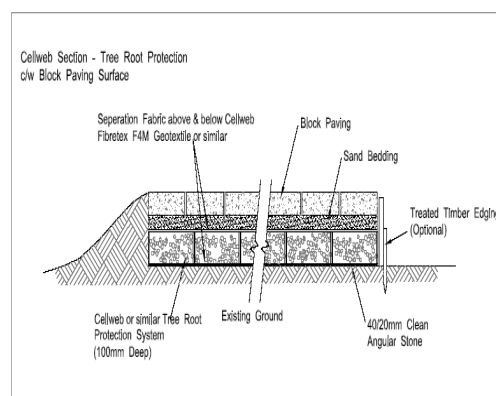 Cellweb Section - Tree Root Protection
c/w Block Paving Surface
Seperation Fabric above & below Cellweb
Fibretex F4M Geotextile or similar
Block Paving
Sand Bedding
Treated Timber Edging
(Optional)
Cellweb or similar Tree Root
Protection System
(100mm Deep)
Existing Ground
40/20mm Clean
Angular Stone